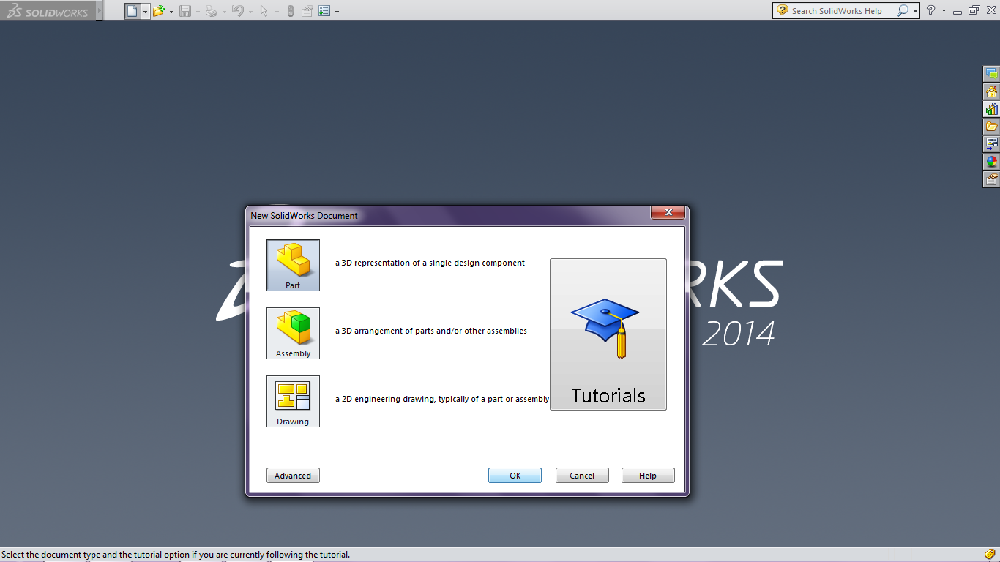 SOLIDWORKS
Search SolidWorks Help
New SolidWorks Document
Part
a 3D representation of a single design component
Assembly
a 3D arrangement of parts and/or other assemblies
Drawing
a 2D engineering drawing, typically of a part or assembly
Tutorials
RKS
2014
Advanced
OK
Cancel
Help
Select the document type and the tutorial option if you are currently following the tutorial.